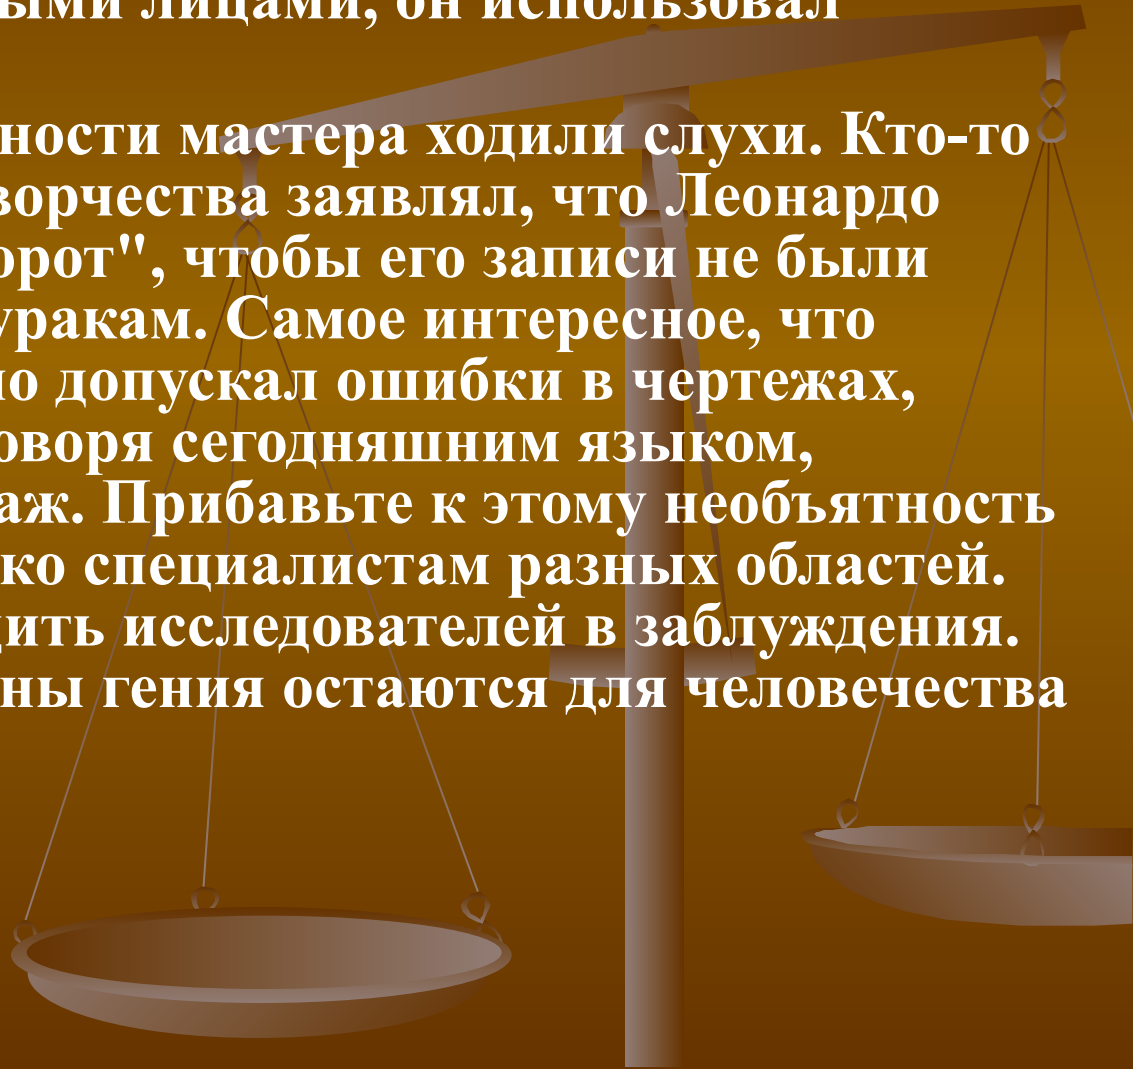 ыми лицами, он использовал
ности мастера ходили слухи. Кто-то
ворчества заявлял, что Леонардо
орот", чтобы его записи не были
уракам. Самое интересное, что
но допускал ошибки в чертежах,
оворя сегодняшним языком,
аж. Прибавьте к этому необъятность
ко специалистам разных областей.
дить исследователей в заблуждения.
ны гения остаются для человечества